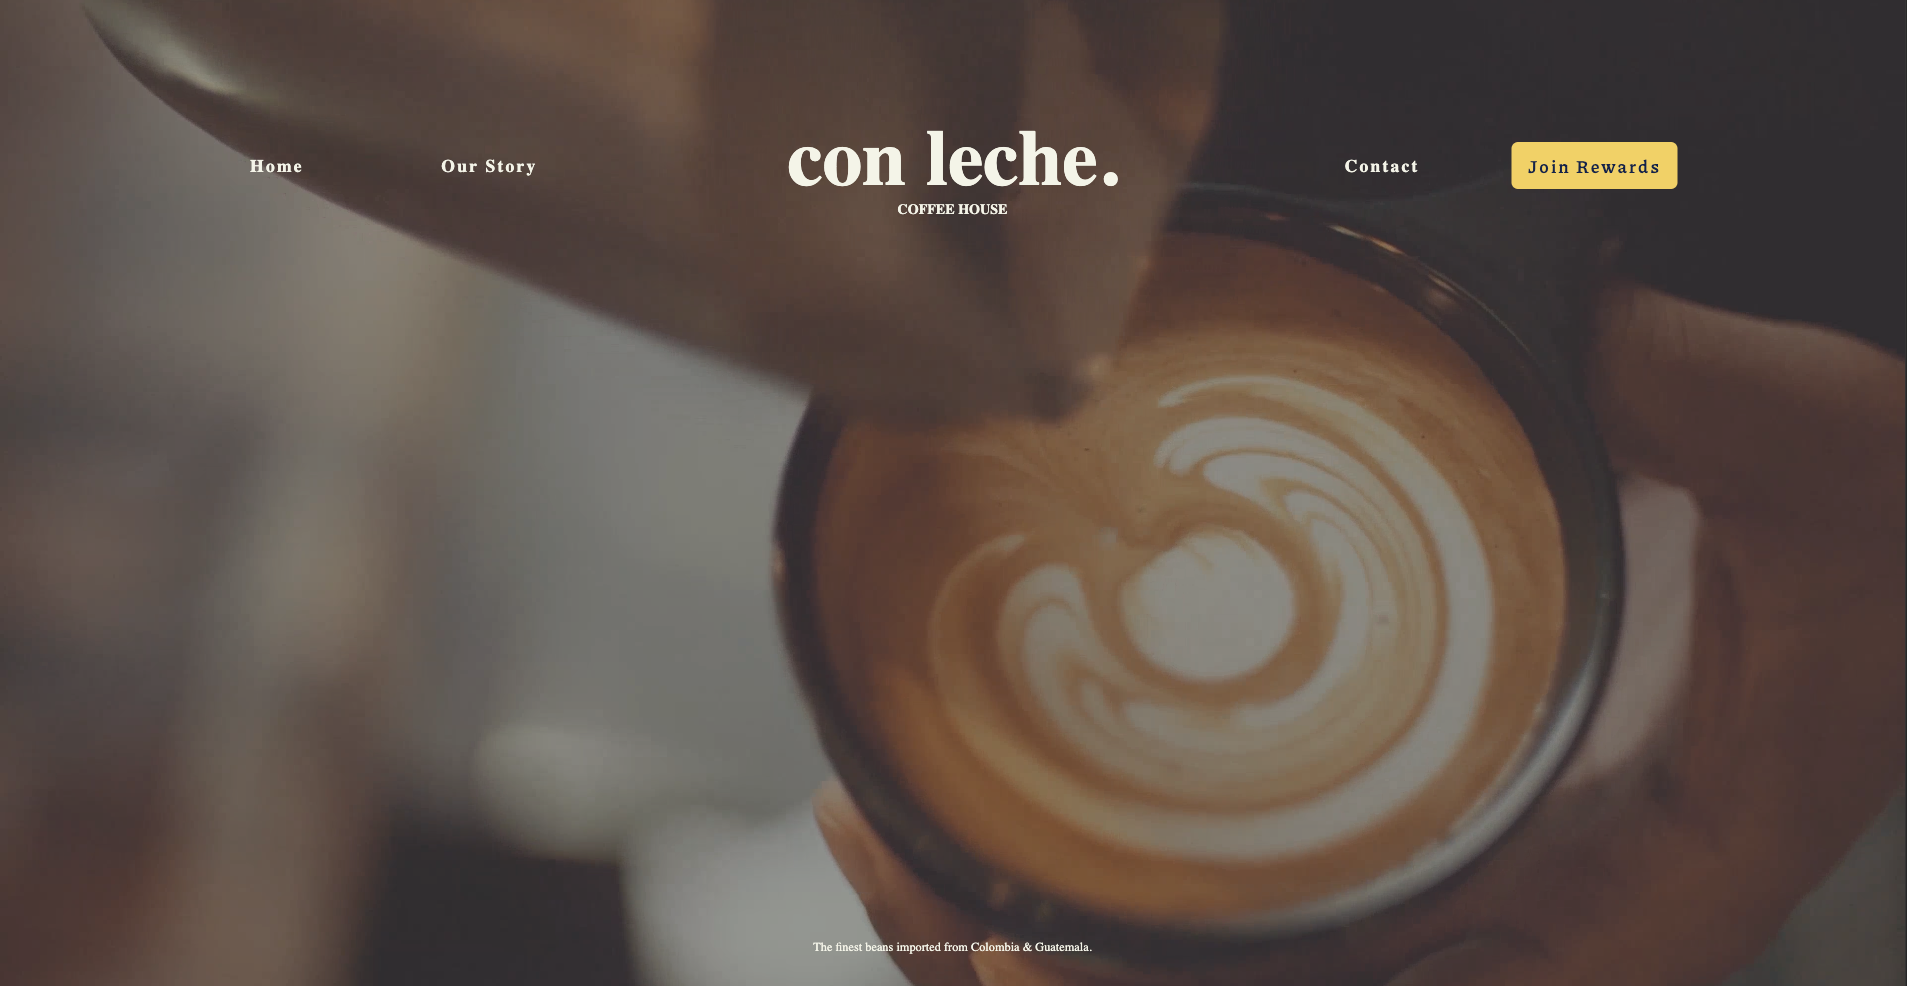 Home
Our Story
con leche.
COFFEE HOUSE
Contact
Join Rewards
The finest beans imported from Colombia & Guatemala.